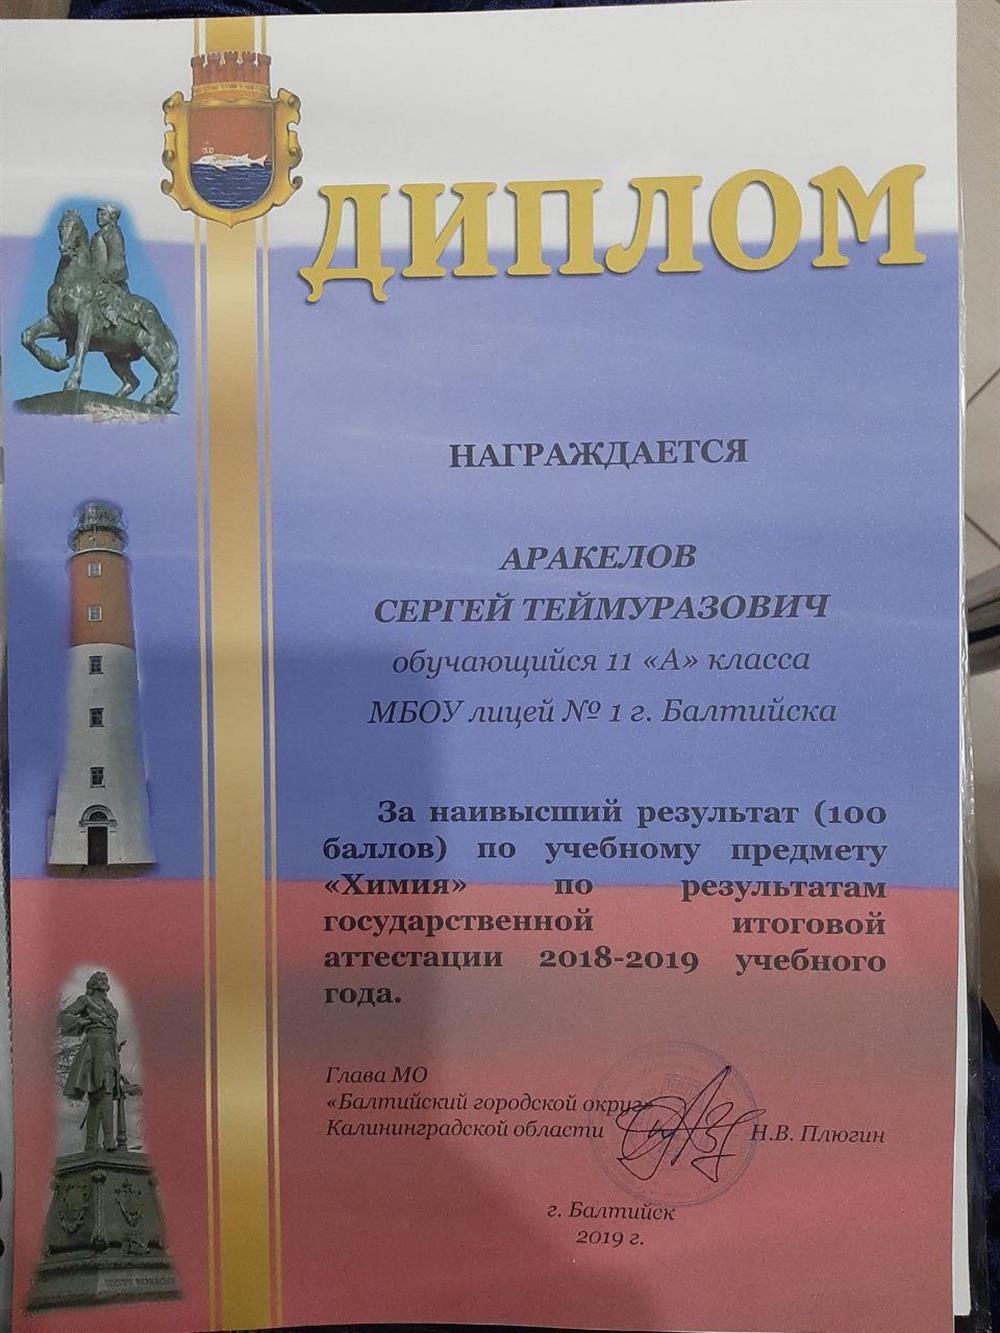 ДИПЛОМ
НАГРАЖДАЕТСЯ
АРАКЕЛОВ
СЕРГЕЙ ТЕЙМУРАЗОВИЧ
обучающийся 11 «А» класса
МБОУ лицей № 1 г. Балтийска
За наивысший результат (100
баллов) по учебному предмету
«Химия» по результатам
государственной итоговой
аттестации 2018-2019 учебного
года.
Глава МО
«Балтийский городской округ»
Калининградской области Н.В. Плюгин
г. Балтийск
2019 г.